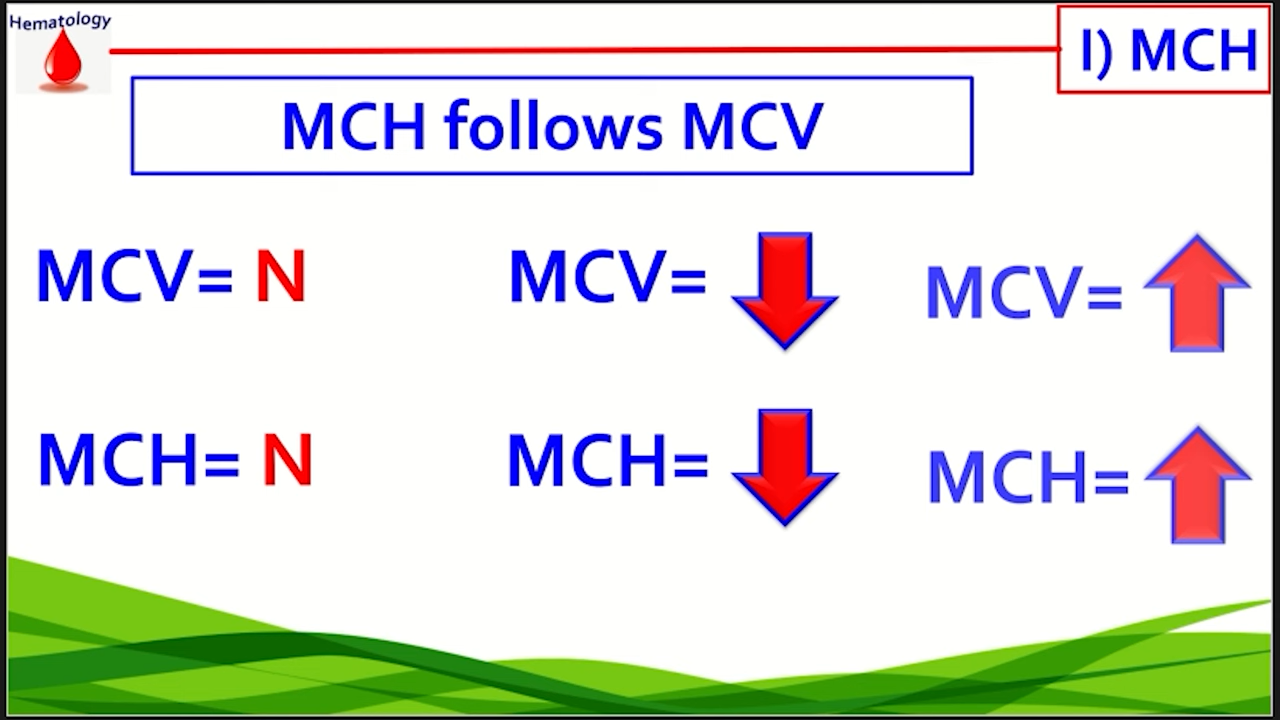 Hematology
I) MCH
MCH follows MCV
MCV= N
MCV=
MCV=
MCH= N
MCH=
MCH=